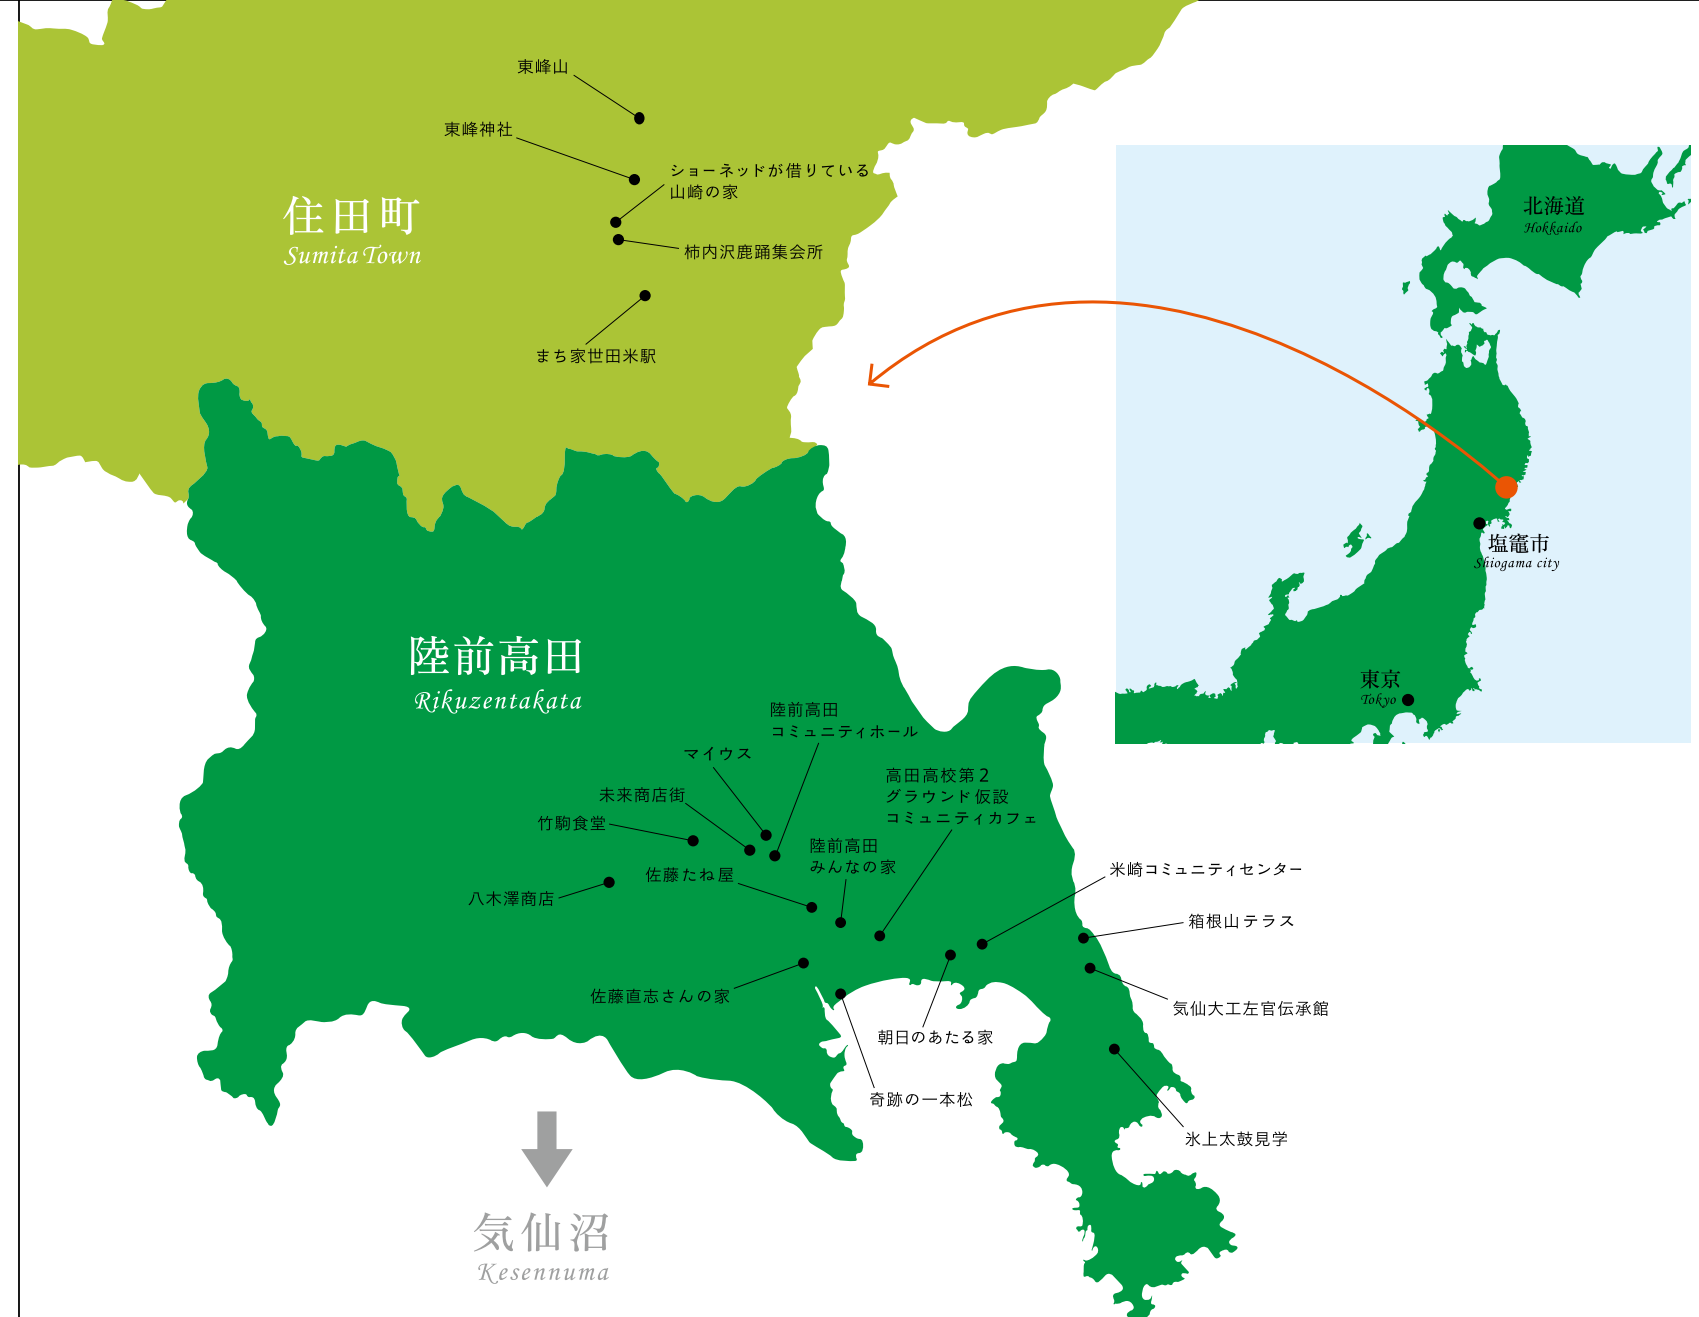 東峰山
東峰神社
ショーネッドが借りている
山崎の家
住田町
Sumita Town
柿内沢鹿踊集会所
まち家世田米駅
北海道
Hokkaido
塩竈市
Shiogama city
東京
Tokyo
陸前高田
Rikuzentakata
陸前高田
コミュニティホール
マイウス
高田高校第2
グラウンド仮設
コミュニティカフェ
未来商店街
竹駒食堂
陸前高田
みんなの家
佐藤たね屋
米崎コミュニティセンター
八木澤商店
箱根山テラス
佐藤直志さんの家
気仙大工左官伝承館
朝日のあたる家
奇跡の一本松
氷上太鼓見学
気仙沼
Kesennuma